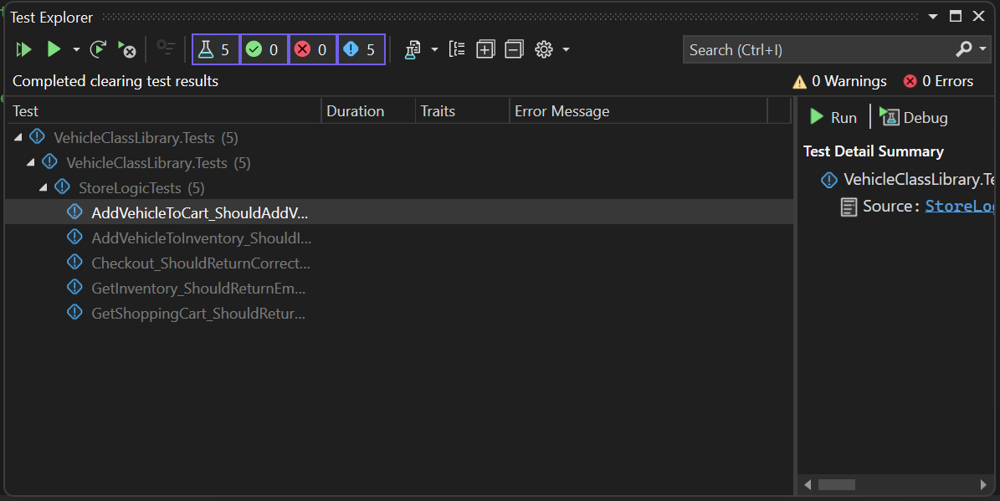 Test Explorer
5 0 0 5 Search (Ctrl+I)
Completed clearing test results 0 Warnings 0 Errors
Test Duration Traits Error Message
Run Debug
VehicleClassLibrary.Tests (5)
Test Detail Summary
VehicleClassLibrary.Tests (5)
VehicleClassLibrary.Te
StoreLogicTests (5)
Source: StoreLog
AddVehicleToCart_ShouldAddV...
AddVehicleToInventory_ShouldI...
Checkout_ShouldReturnCorrect...
GetInventory_ShouldReturnEm...
GetShoppingCart_ShouldRetur...